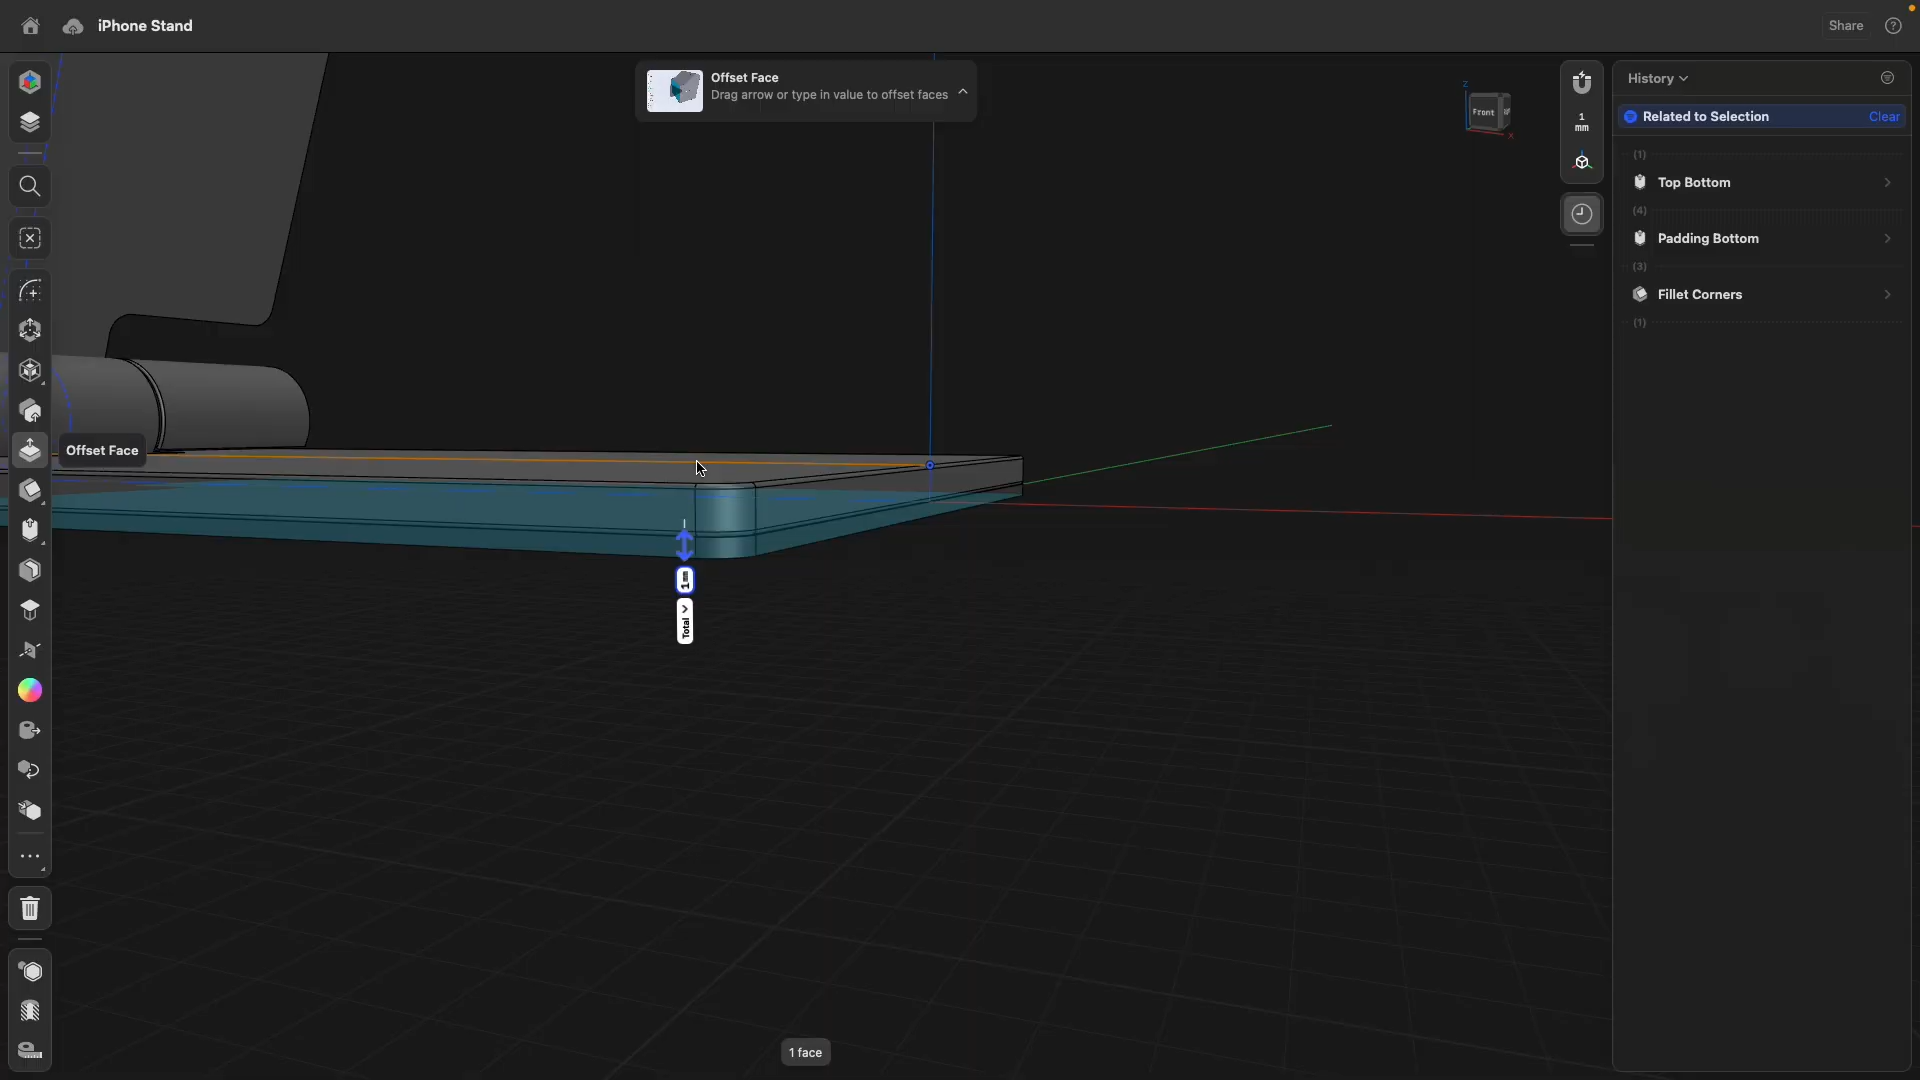 iPhone Stand
Share
Offset Face
Drag arrow or type in value to offset faces
Z
Front
X
1
mm
History
Related to Selection
Clear
(1)
Top Bottom
(4)
Padding Bottom
(3)
Fillet Corners
(1)
Offset Face
1 mm
Total
1 face